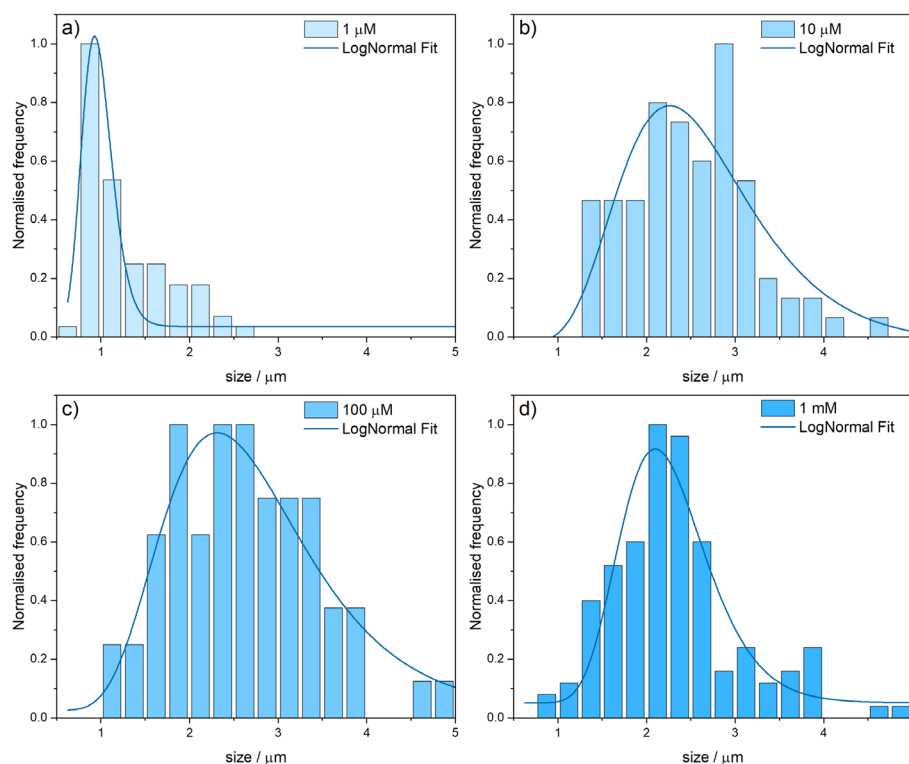 a)
1 μM
LogNormal Fit
1.0
0.8
0.6
0.4
0.2
0.0
Normalised frequency
1 2 3 4 5
size / μm
b)
10 μM
LogNormal Fit
1.0
0.8
0.6
0.4
0.2
0.0
Normalised frequency
1 2 3 4
size / μm
c)
100 μM
LogNormal Fit
1.0
0.8
0.6
0.4
0.2
0.0
Normalised frequency
1 2 3 4 5
size / μm
d)
1 mM
LogNormal Fit
1.0
0.8
0.6
0.4
0.2
0.0
Normalised frequency
1 2 3 4
size / μm